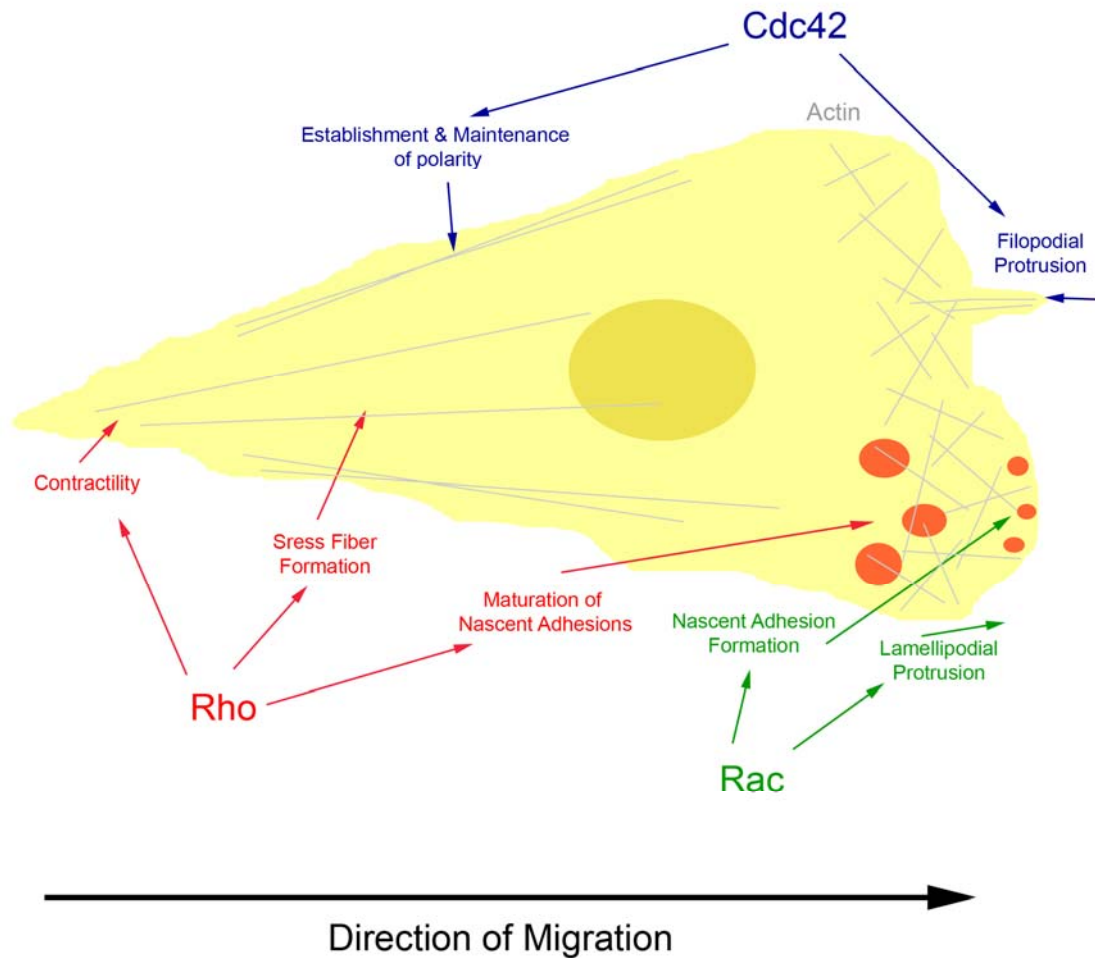 Cdc42
Actin
Establishment & Maintenance
of polarity
Filopodial
Protrusion
Contractility
Sress Fiber
Formation
Maturation of
Nascent Adhesions
Nascent Adhesion
Formation
Lamellipodial
Protrusion
Rho
Rac
Direction of Migration